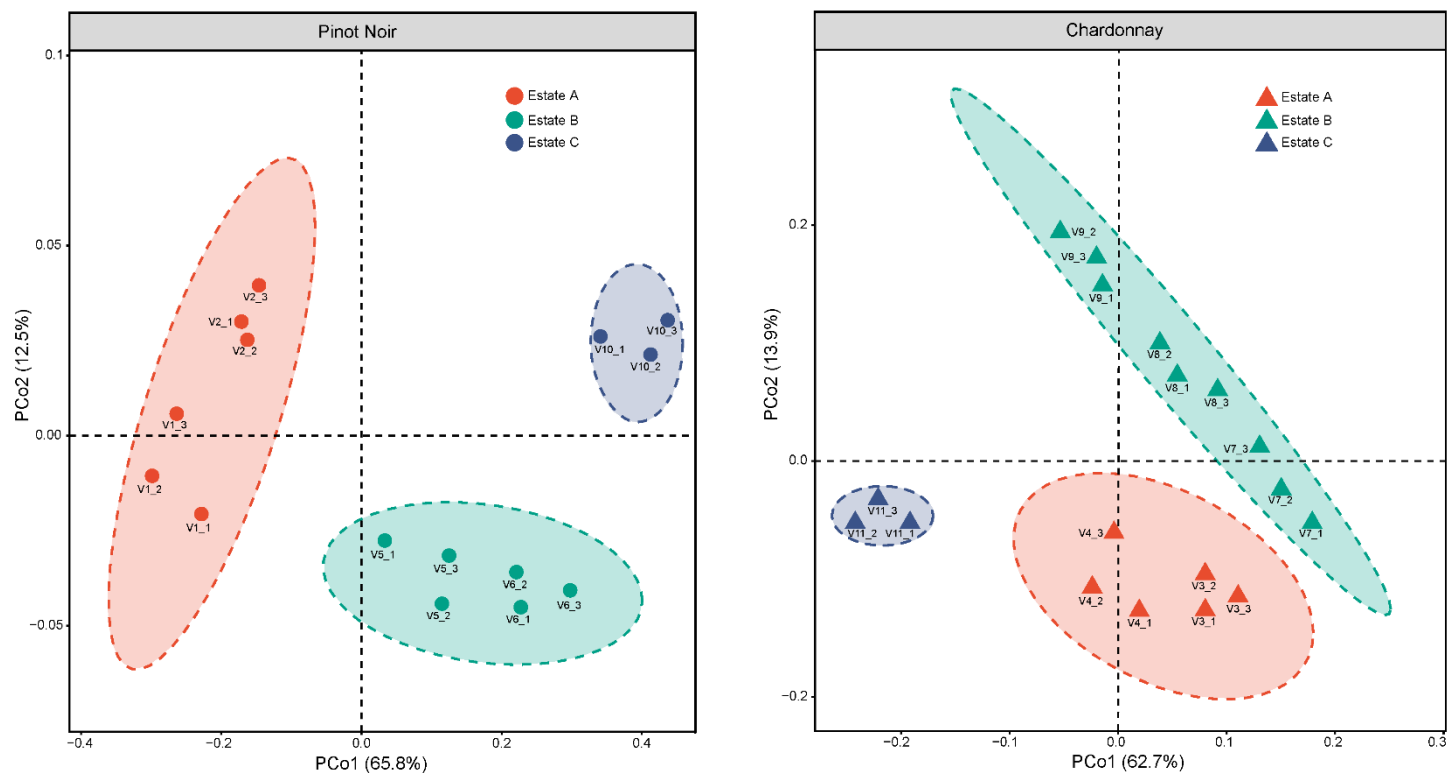 Pinot Noir
Estate A
Estate B
Estate C
0.1
0.05
0.00
−0.05
PCo2 (12.5%)
V2_3
V2_1
V2_2
V1_3
V1_2
V1_1
V10_3
V10_1
V10_2
V5_1
V5_3
V6_2
V6_3
V5_2
V6_1
−0.4
−0.2
0.0
0.2
0.4
PCo1 (65.8%)
Chardonnay
Estate A
Estate B
Estate C
0.2
0.0
−0.2
PCo2 (13.9%)
V9_2
V9_3
V9_1
V8_2
V8_1
V8_3
V7_3
V7_2
V7_1
V11_3
V11_2
V11_1
V4_3
V4_2
V3_2
V3_3
V4_1
V3_1
−0.2
−0.1
0.0
0.1
0.2
0.3
PCo1 (62.7%)